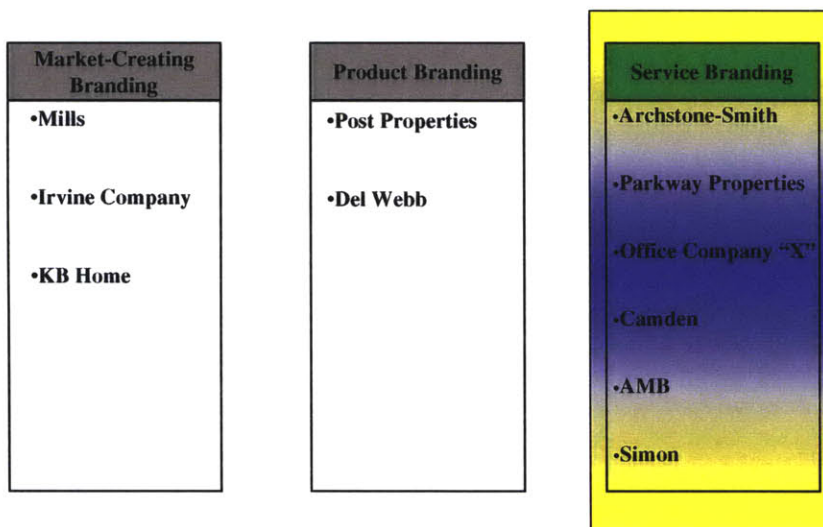 Market-Creating
Branding
•Mills
•Irvine Company
•KB Home
Product Branding
•Post Properties
•Del Webb
Service Branding
•Archstone-Smith
•Parkway Properties
•Office Company “X”
•Camden
•AMB
•Simon